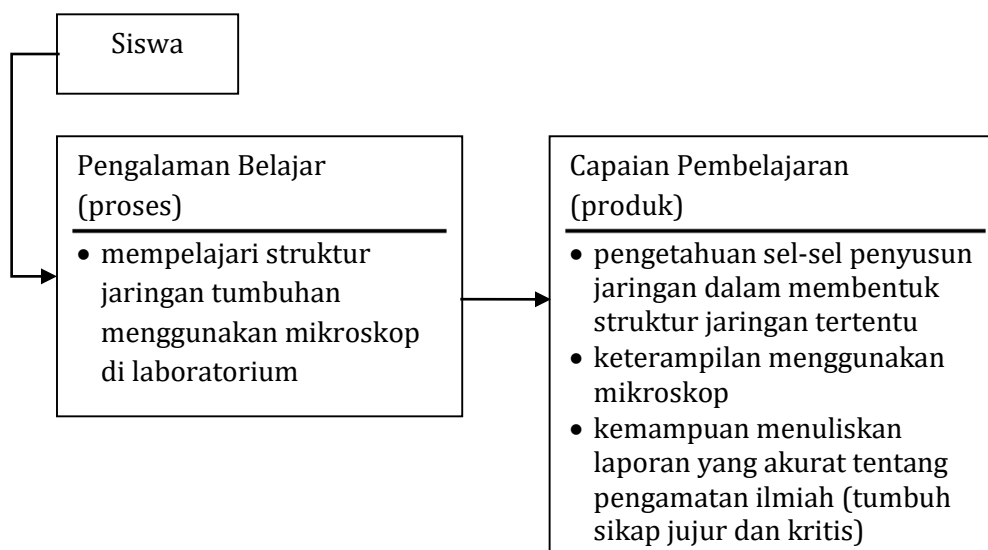 Siswa
Pengalaman Belajar
(proses)
• mempelajari struktur
jaringan tumbuhan
menggunakan mikroskop
di laboratorium
Capaian Pembelajaran
(produk)
• pengetahuan sel-sel penyusun
jaringan dalam membentuk
struktur jaringan tertentu
• keterampilan menggunakan
mikroskop
• kemampuan menuliskan
laporan yang akurat tentang
pengamatan ilmiah (tumbuh
sikap jujur dan kritis)